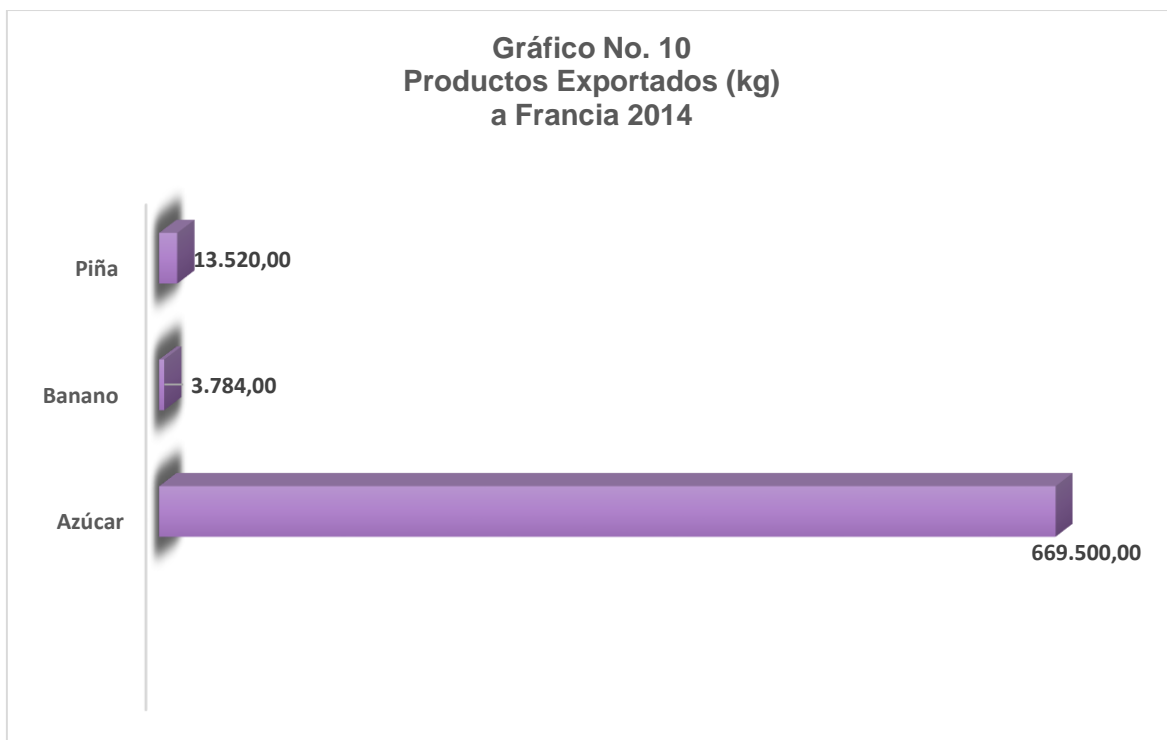 Gráfico No. 10
Productos Exportados (kg)
a Francia 2014
Piña
13.520,00
Banano
3.784,00
Azúcar
669.500,00